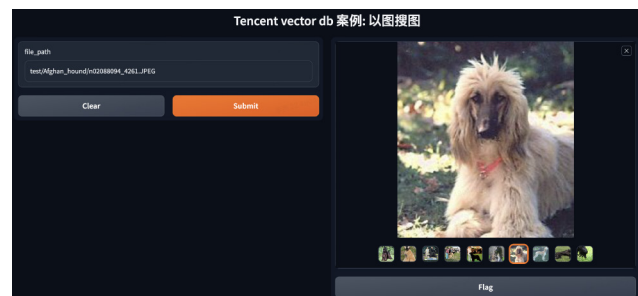 Tencent vector db 案例: 以图搜图
file_path
test/Afghan_hound/n02088094_4261.JPEG
Clear
Submit
Flag